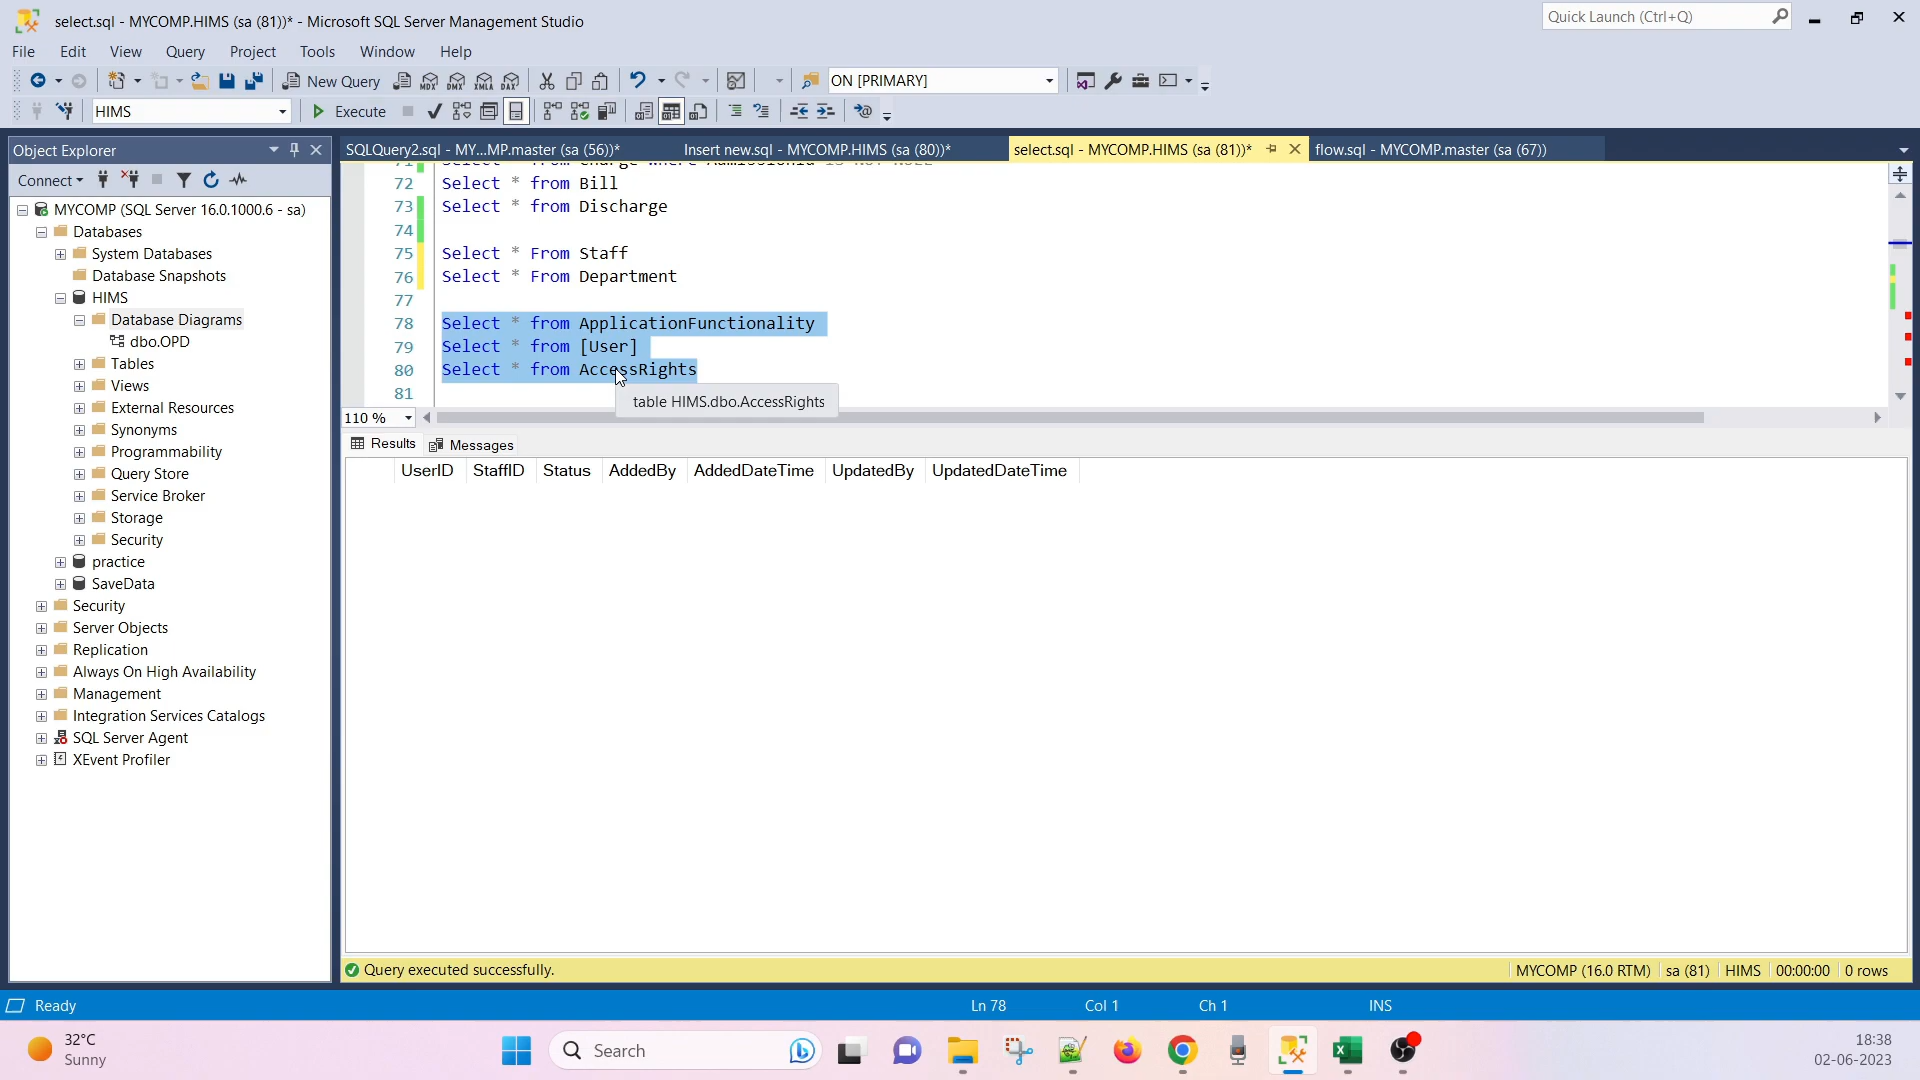 select.sql - MYCOMP.HIMS (sa (81))* - Microsoft SQL Server Management Studio
Quick Launch (Ctrl+Q)
File Edit View Query Project Tools Window Help
New Query MDX DMX XMLA DAX ON [PRIMARY]
HIMS Execute
Object Explorer
SQLQuery2.sql - MY...MP.master (sa (56))* Insert new.sql - MYCOMP.HIMS (sa (80))* select.sql - MYCOMP.HIMS (sa (81))* flow.sql - MYCOMP.master (sa (67))
Connect
MYCOMP (SQL Server 16.0.1000.6 - sa)
Databases
System Databases
Database Snapshots
HIMS
Database Diagrams
dbo.OPD
Tables
Views
External Resources
Synonyms
Programmability
Query Store
Service Broker
Storage
Security
practice
SaveData
Security
Server Objects
Replication
Always On High Availability
Management
Integration Services Catalogs
SQL Server Agent
XEvent Profiler
72 Select * from Bill
73 Select * from Discharge
74
75 Select * From Staff
76 Select * From Department
77
78 Select * from ApplicationFunctionality
79 Select * from [User]
80 Select * from AccessRights
81
table HIMS.dbo.AccessRights
110 %
Results Messages
UserID StaffID Status AddedBy AddedDateTime UpdatedBy UpdatedDateTime
Query executed successfully. MYCOMP (16.0 RTM) sa (81) HIMS 00:00:00 0 rows
Ready Ln 78 Col 1 Ch 1 INS
32°C
Sunny
Search
18:38
02-06-2023